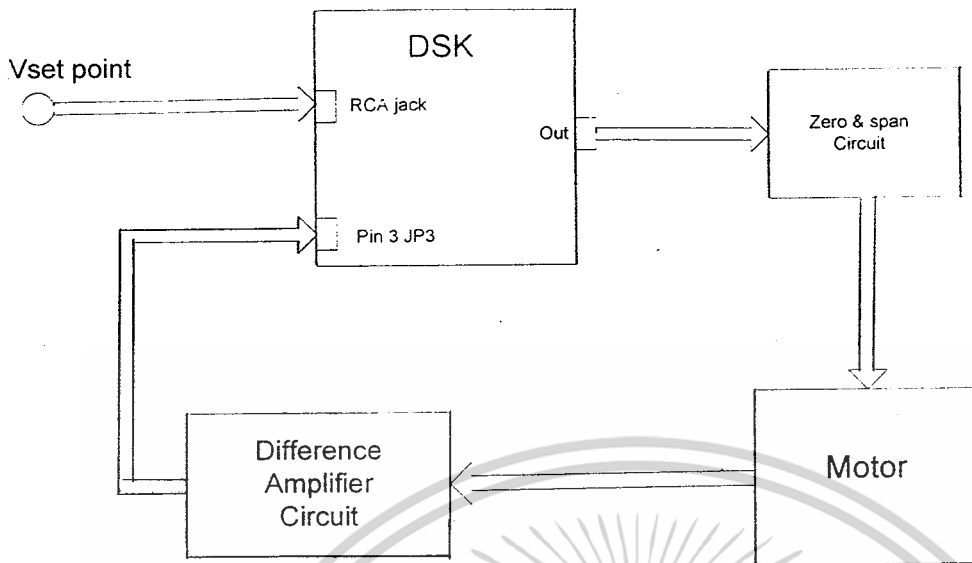 DSK
Vset point
RCA jack
Out
Zero & span
Circuit
Pin 3 JP3
Difference
Amplifier
Circuit
Motor